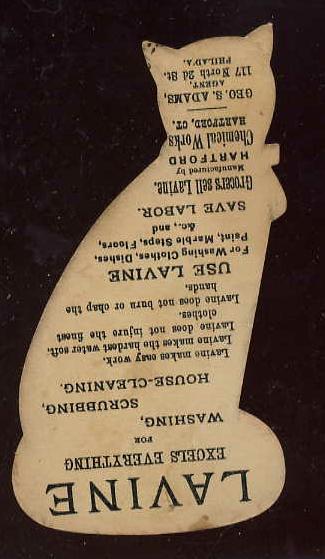 LAVINE
EXCELS EVERYTHING
FOR
WASHING,
SCRUBBING,
HOUSE-CLEANING.
Lavine makes easy work.
Lavine makes the hardest water soft.
Lavine does not injure the finest
clothes.
Lavine does not burn or chap the
hands.
USE LAVINE
For Washing Clothes, Dishes,
Paint, Marble Steps, Floors,
&c., and
SAVE LABOR.
Grocers sell Lavine.
Manufactured by
HARTFORD
Chemical Works
HARTFORD, CT.
GEO. S. ADAMS,
AGENT,
117 North 2d St.
PHILADA.